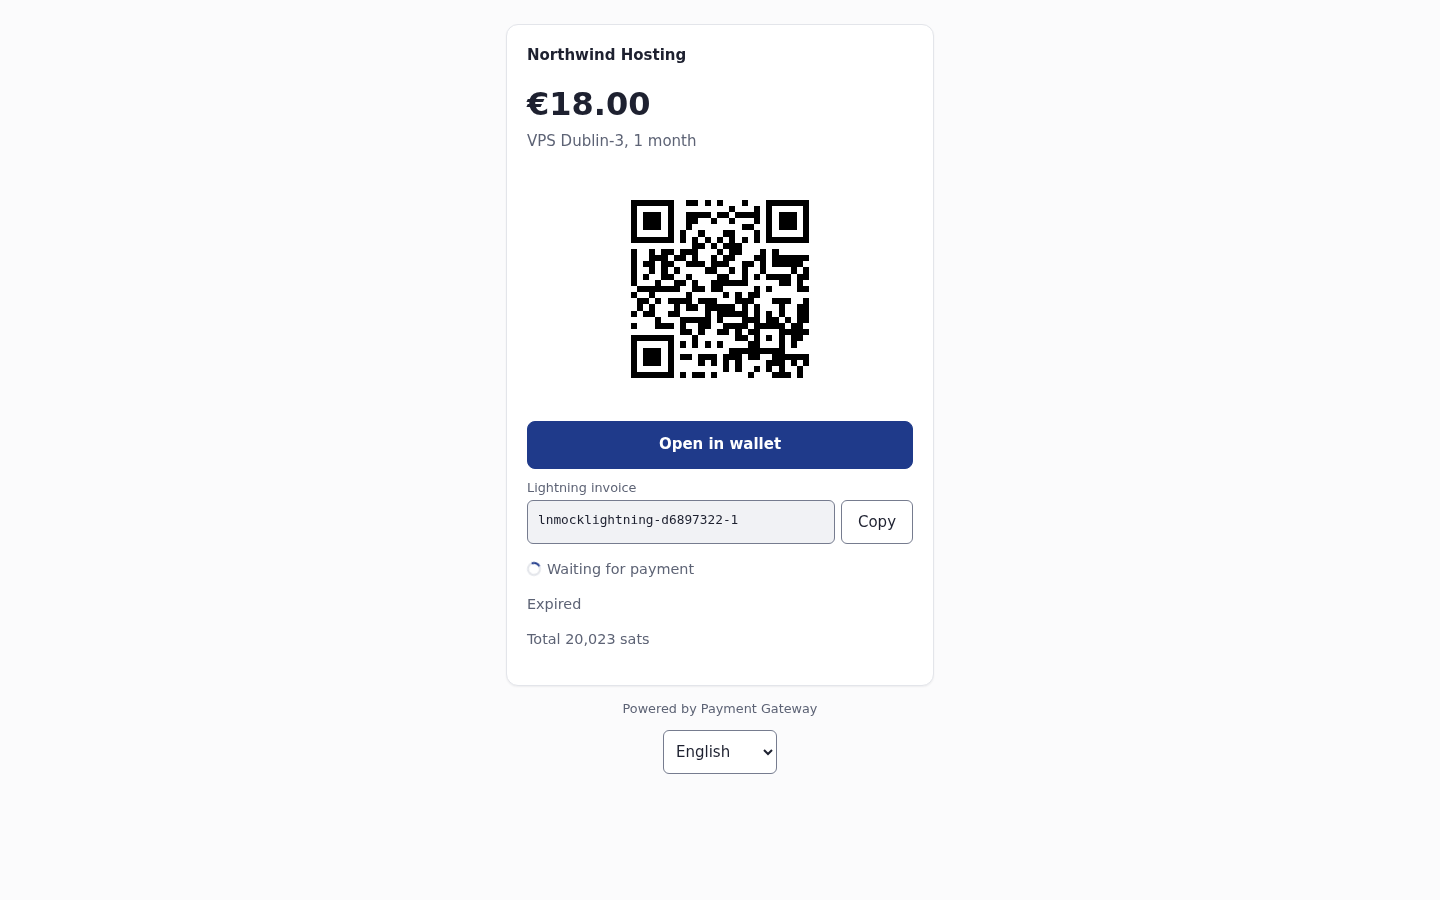 Northwind Hosting
€18.00
VPS Dublin-3, 1 month
Open in wallet
Lightning invoice
lnmocklightning-d6897322-1
Copy
Waiting for payment
Expired
Total 20,023 sats
Powered by Payment Gateway
English